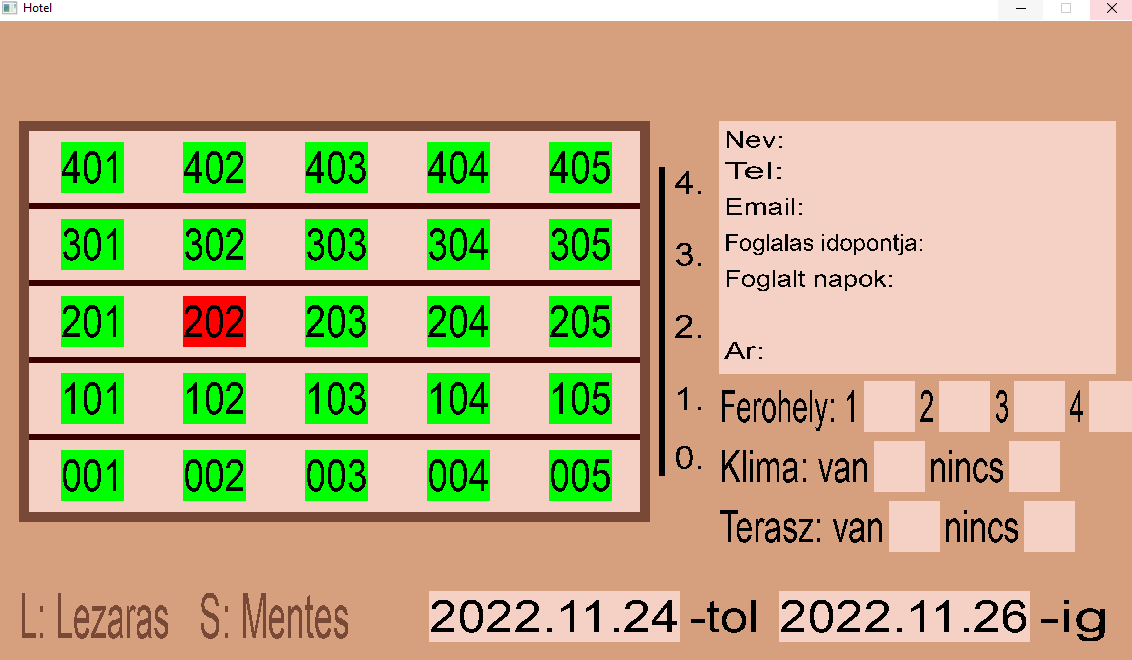 Hotel
401 402 403 404 405
301 302 303 304 305
201 202 203 204 205
101 102 103 104 105
001 002 003 004 005
4.
3.
2.
1.
0.
Nev:
Tel:
Email:
Foglalas idopontja:
Foglalt napok:
Ar:
Ferohely: 1 2 3 4
Klima: van nincs
Terasz: van nincs
L: Lezaras S: Mentes
2022.11.24 -tol 2022.11.26 -ig